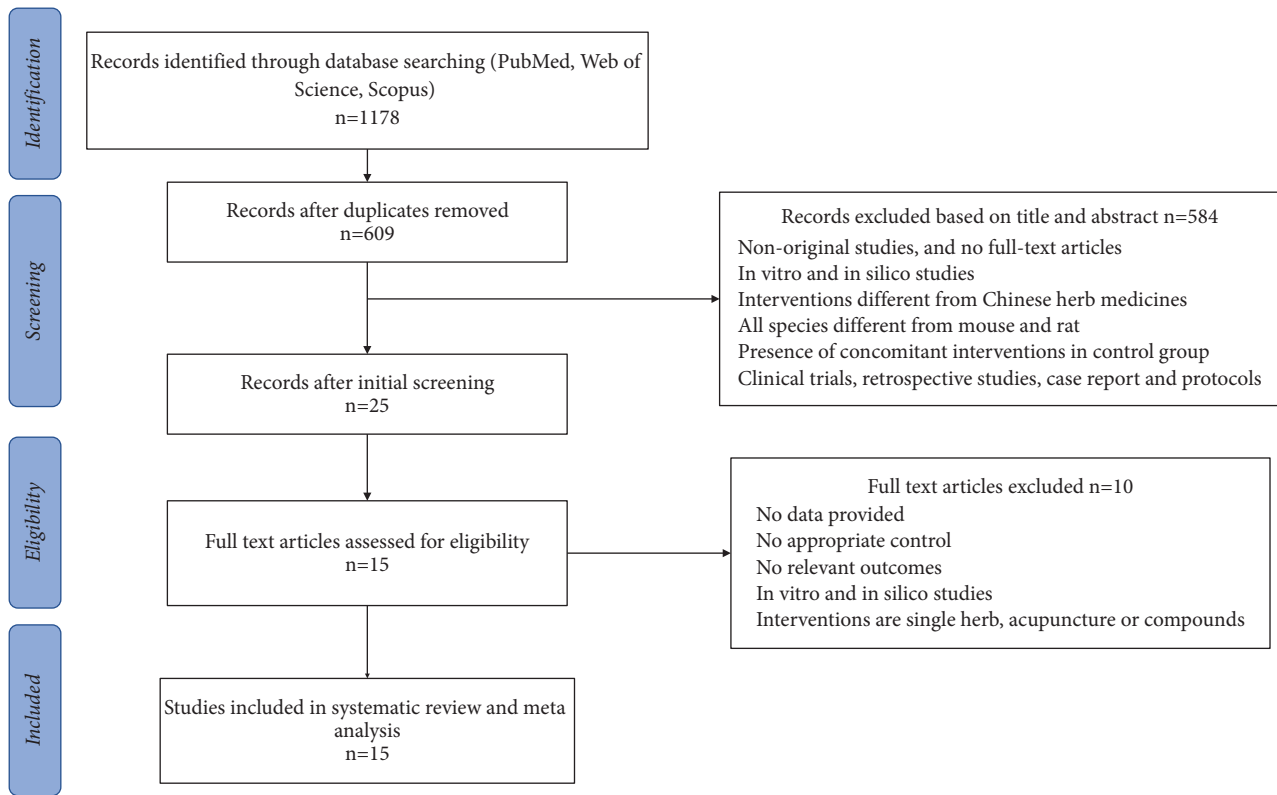 Identification
Records identified through database searching (PubMed, Web of
Science, Scopus)
n=1178
Screening
Records after duplicates removed
n=609
Records excluded based on title and abstract n=584
Non-original studies, and no full-text articles
In vitro and in silico studies
Interventions different from Chinese herb medicines
All species different from mouse and rat
Presence of concomitant interventions in control group
Clinical trials, retrospective studies, case report and protocols
Records after initial screening
n=25
Eligibility
Full text articles assessed for eligibility
n=15
Full text articles excluded n=10
No data provided
No appropriate control
No relevant outcomes
In vitro and in silico studies
Interventions are single herb, acupuncture or compounds
Included
Studies included in systematic review and meta
analysis
n=15